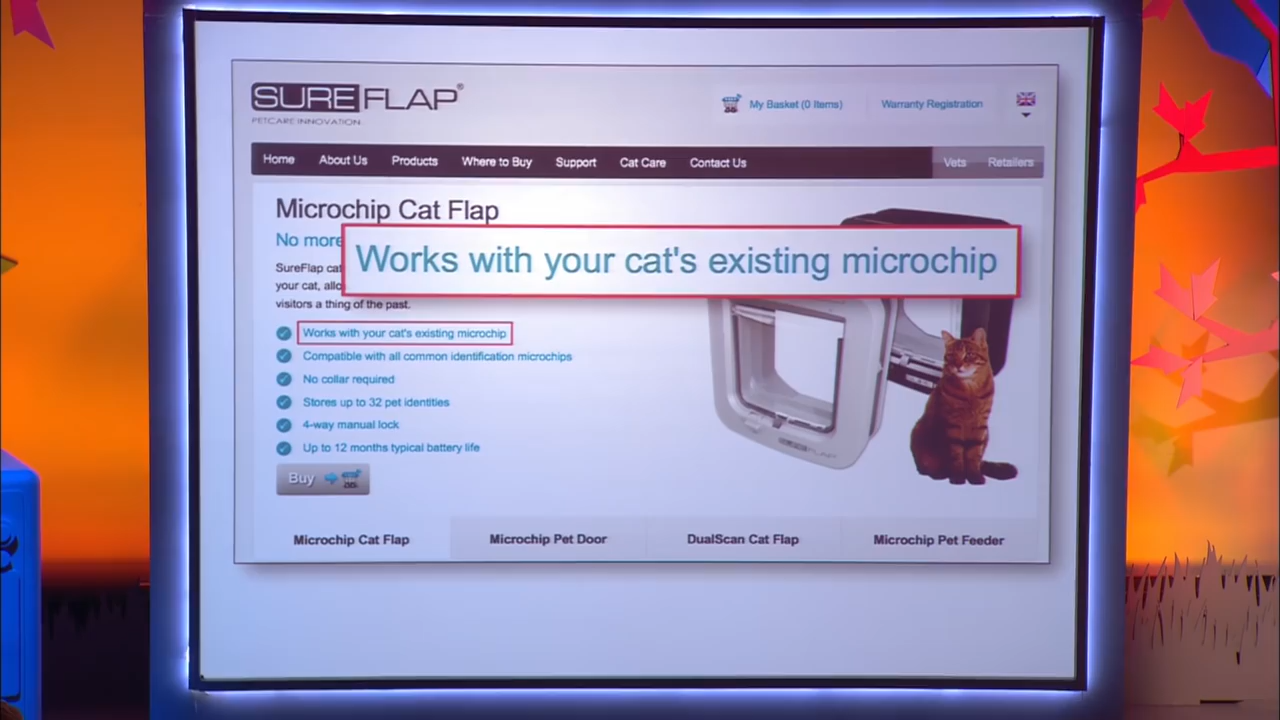 SUREFLAP®
PETCARE INNOVATION
My Basket (0 Items)
Warranty Registration
Home About Us Products Where to Buy Support Cat Care Contact Us Vets Retailers
Microchip Cat Flap
No more
Works with your cat's existing microchip
SureFlap cat
your cat, allo
visitors a thing of the past.
Works with your cat's existing microchip
Compatible with all common identification microchips
No collar required
Stores up to 32 pet identities
4-way manual lock
Up to 12 months typical battery life
Buy
SUREFLAP
Microchip Cat Flap Microchip Pet Door DualScan Cat Flap Microchip Pet Feeder